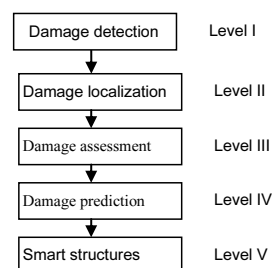 Damage detection Level I
Damage localization Level II
Damage assessment Level III
Damage prediction Level IV
Smart structures Level V